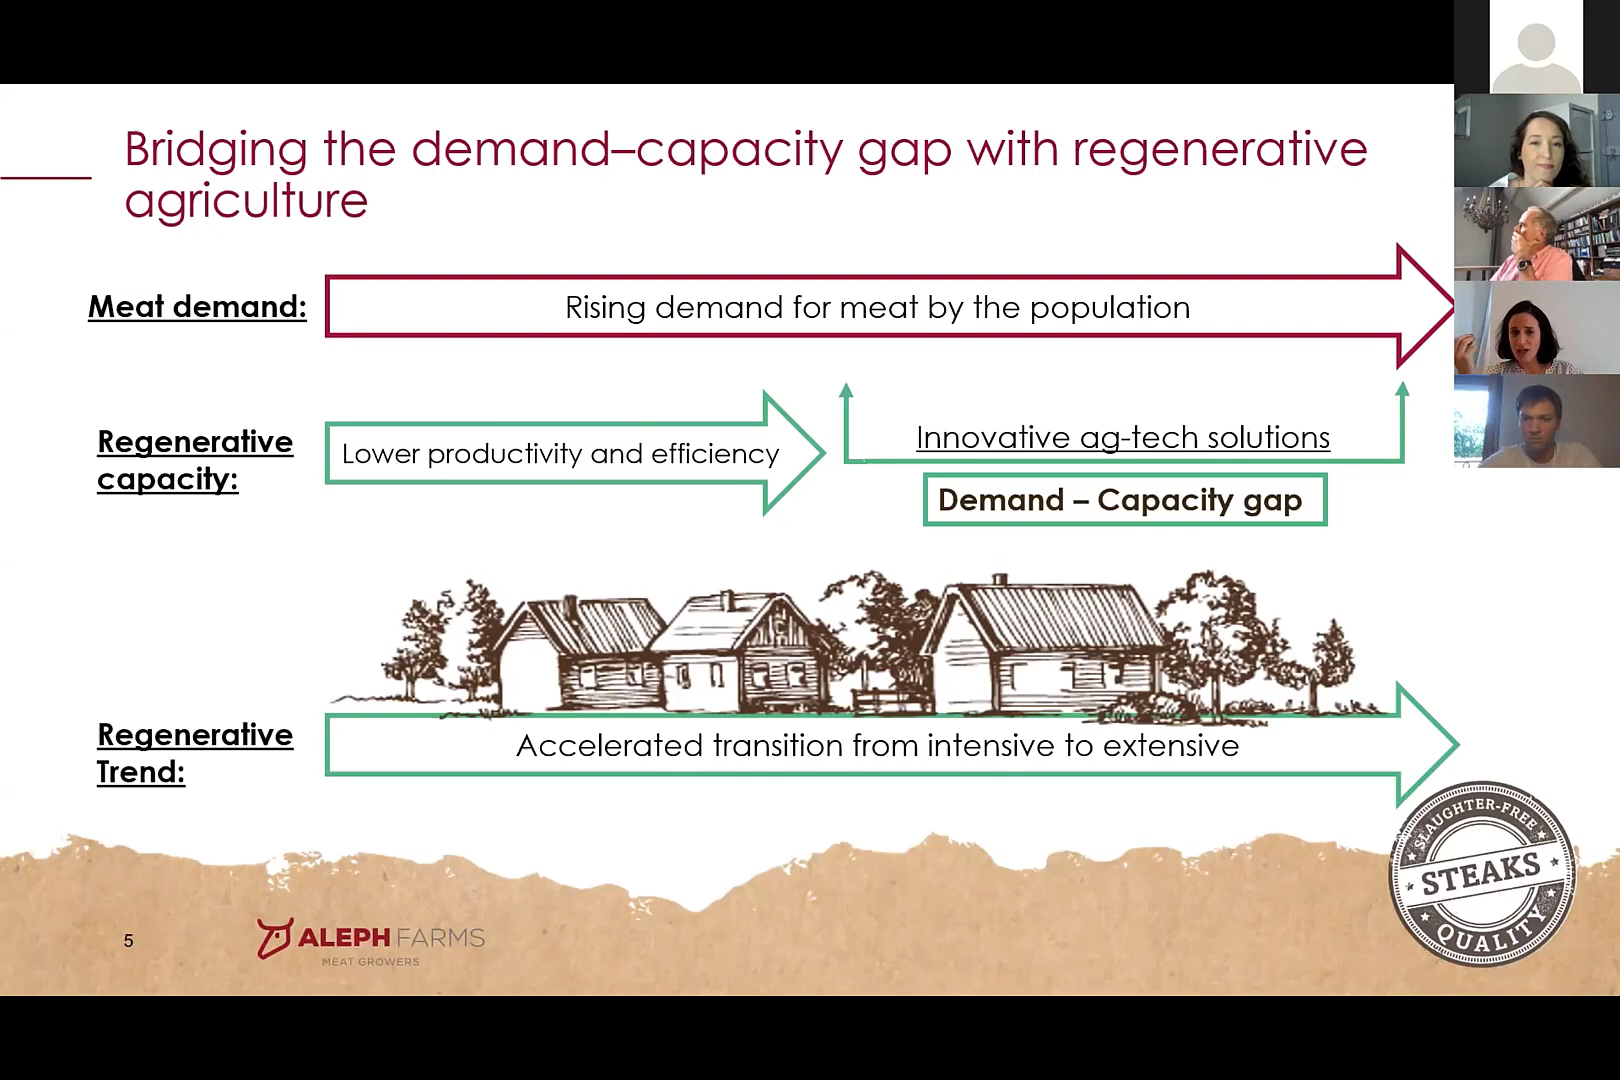 Bridging the demand–capacity gap with regenerative
agriculture
Meat demand:
Rising demand for meat by the population
Regenerative
capacity:
Lower productivity and efficiency
Innovative ag-tech solutions
Demand – Capacity gap
Regenerative
Trend:
Accelerated transition from intensive to extensive
SLAUGHTER-FREE
STEAKS
QUALITY
5
ALEPH FARMS
MEAT GROWERS